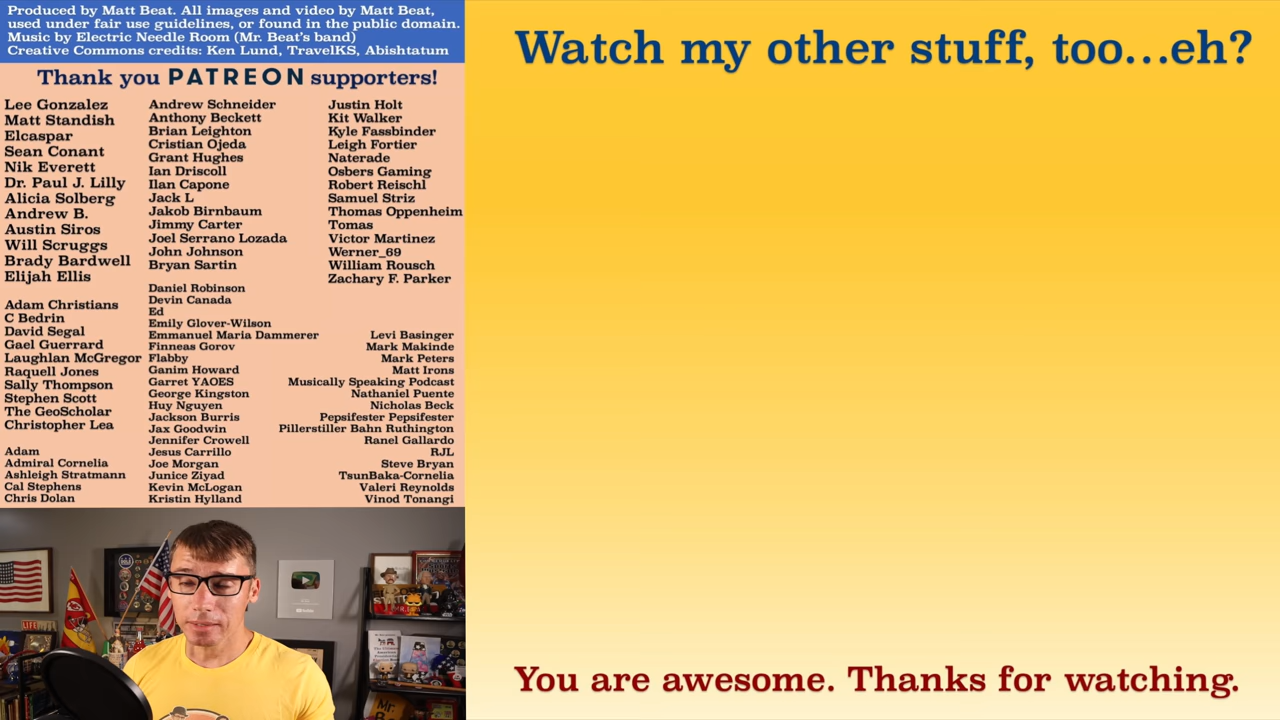 Produced by Matt Beat. All images and video by Matt Beat,
used under fair use guidelines, or found in the public domain.
Music by Electric Needle Room (Mr. Beat's band)
Creative Commons credits: Ken Lund, TravelKS, Abishtatum
Thank you PATREON supporters!
Lee Gonzalez
Matt Standish
Elcaspar
Sean Conant
Nik Everett
Dr. Paul J. Lilly
Alicia Solberg
Andrew B.
Austin Siros
Will Scruggs
Brady Bardwell
Elijah Ellis
Adam Christians
C Bedrin
David Segal
Gael Guerrard
Laughlan McGregor
Raquell Jones
Sally Thompson
Stephen Scott
The GeoScholar
Christopher Lea
Adam
Admiral Cornelia
Ashleigh Stratmann
Cal Stephens
Chris Dolan
Andrew Schneider
Anthony Beckett
Brian Leighton
Cristian Ojeda
Grant Hughes
Ian Driscoll
Ilan Capone
Jack L
Jakob Birnbaum
Jimmy Carter
Joel Serrano Lozada
John Johnson
Bryan Sartin
Daniel Robinson
Devin Canada
Ed
Emily Glover-Wilson
Emmanuel Maria Dammerer
Finneas Gorov
Flabby
Ganim Howard
Garret YAOES
George Kingston
Huy Nguyen
Jackson Burris
Jax Goodwin
Jennifer Crowell
Jesus Carrillo
Joe Morgan
Junice Ziyad
Kevin McLogan
Kristin Hylland
Justin Holt
Kit Walker
Kyle Fassbinder
Leigh Fortier
Naterade
Osbers Gaming
Robert Reischl
Samuel Striz
Thomas Oppenheim
Tomas
Victor Martinez
Werner_69
William Rousch
Zachary F. Parker
Levi Basinger
Mark Makinde
Mark Peters
Matt Irons
Musically Speaking Podcast
Nathaniel Puente
Nicholas Beck
Pepsifester Pepsifester
Pillerstiller Bahn Ruthington
Ranel Gallardo
RJL
Steve Bryan
TsunBaka-Cornelia
Valeri Reynolds
Vinod Tonangi
Watch my other stuff, too...eh?
You are awesome. Thanks for watching.
LIFE
Mr.